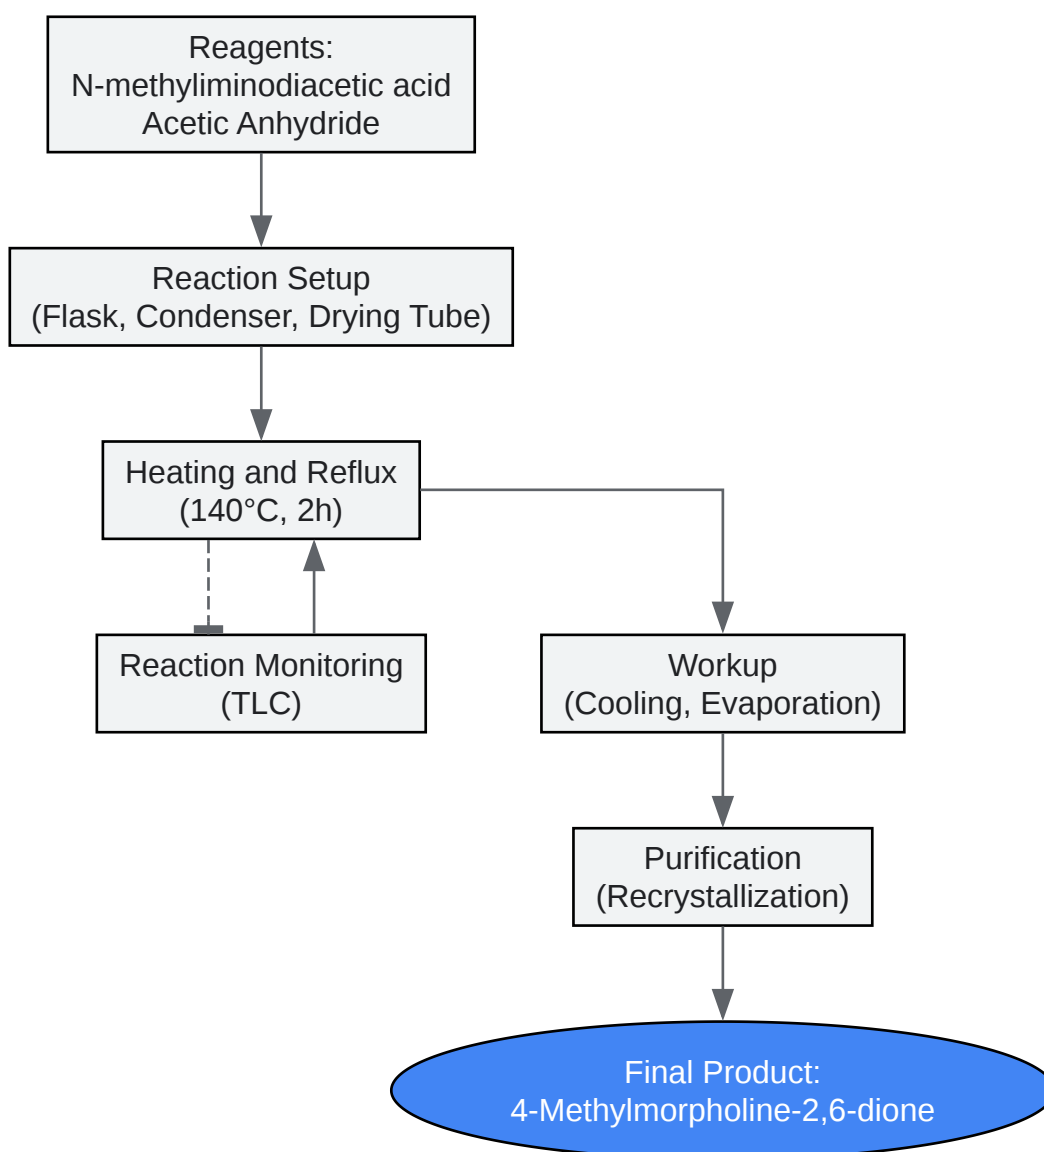 Reagents:
N-methyliminodiacetic acid
Acetic Anhydride
Reaction Setup
(Flask, Condenser, Drying Tube)
Heating and Reflux
(140°C, 2h)
Reaction Monitoring
(TLC)
Workup
(Cooling, Evaporation)
Purification
(Recrystallization)
Final Product:
4-Methylmorpholine-2,6-dione